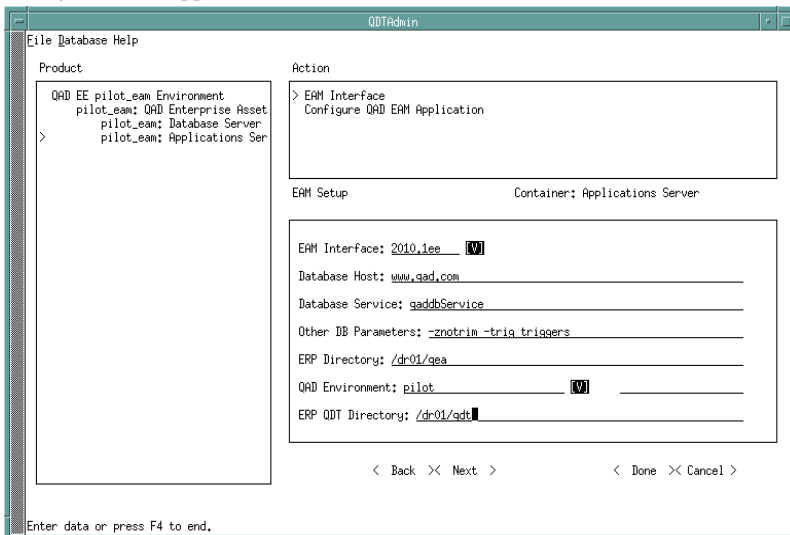 QDTAdmin
File Database Help
Product
Action
QAD EE pilot_eam Environment
pilot_eam: QAD Enterprise Asset
pilot_eam: Database Server
> pilot_eam: Applications Ser
> EAM Interface
Configure QAD EAM Application
EAM Setup Container: Applications Server
EAM Interface: 2010.1ee [V]
Database Host: www.qad.com
Database Service: qaddbService
Other DB Parameters: -znotrim -trig triggers
ERP Directory: /dr01/qea
QAD Environment: pilot [V]
ERP QDT Directory: /dr01/qdt
< Back >< Next > < Done >< Cancel >
Enter data or press F4 to end.